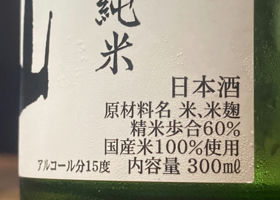 純米
日本酒
原材料名 米、米麹
精米歩合60%
国産米100%使用
アルコール分15度 内容量 300ml